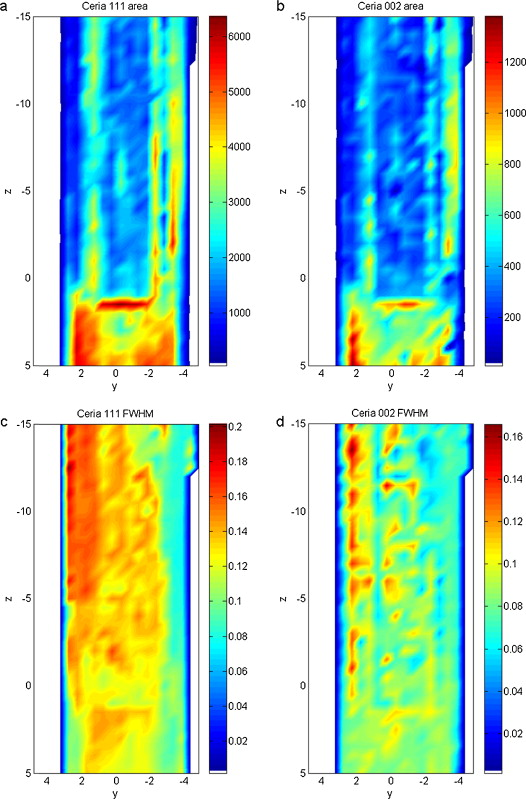 a
Ceria 111 area
-15
-10
-5
0
5
z
4 2 0 -2 -4
y
6000
5000
4000
3000
2000
1000
b
Ceria 002 area
-15
-10
-5
0
5
z
4 2 0 -2 -4
y
1200
1000
800
600
400
200
c
Ceria 111 FWHM
-15
-10
-5
0
5
z
4 2 0 -2 -4
y
0.2
0.18
0.16
0.14
0.12
0.1
0.08
0.06
0.04
0.02
d
Ceria 002 FWHM
-15
-10
-5
0
5
z
4 2 0 -2 -4
y
0.16
0.14
0.12
0.1
0.08
0.06
0.04
0.02